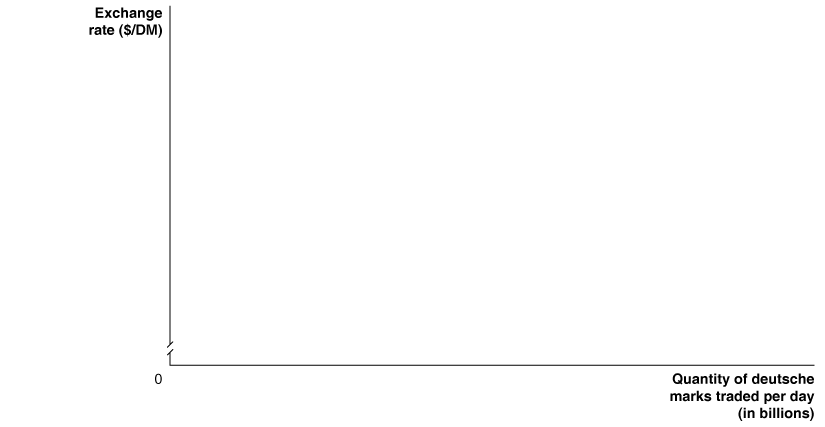 Exchange
rate ($/DM)
0
Quantity of deutsche
marks traded per day
(in billions)